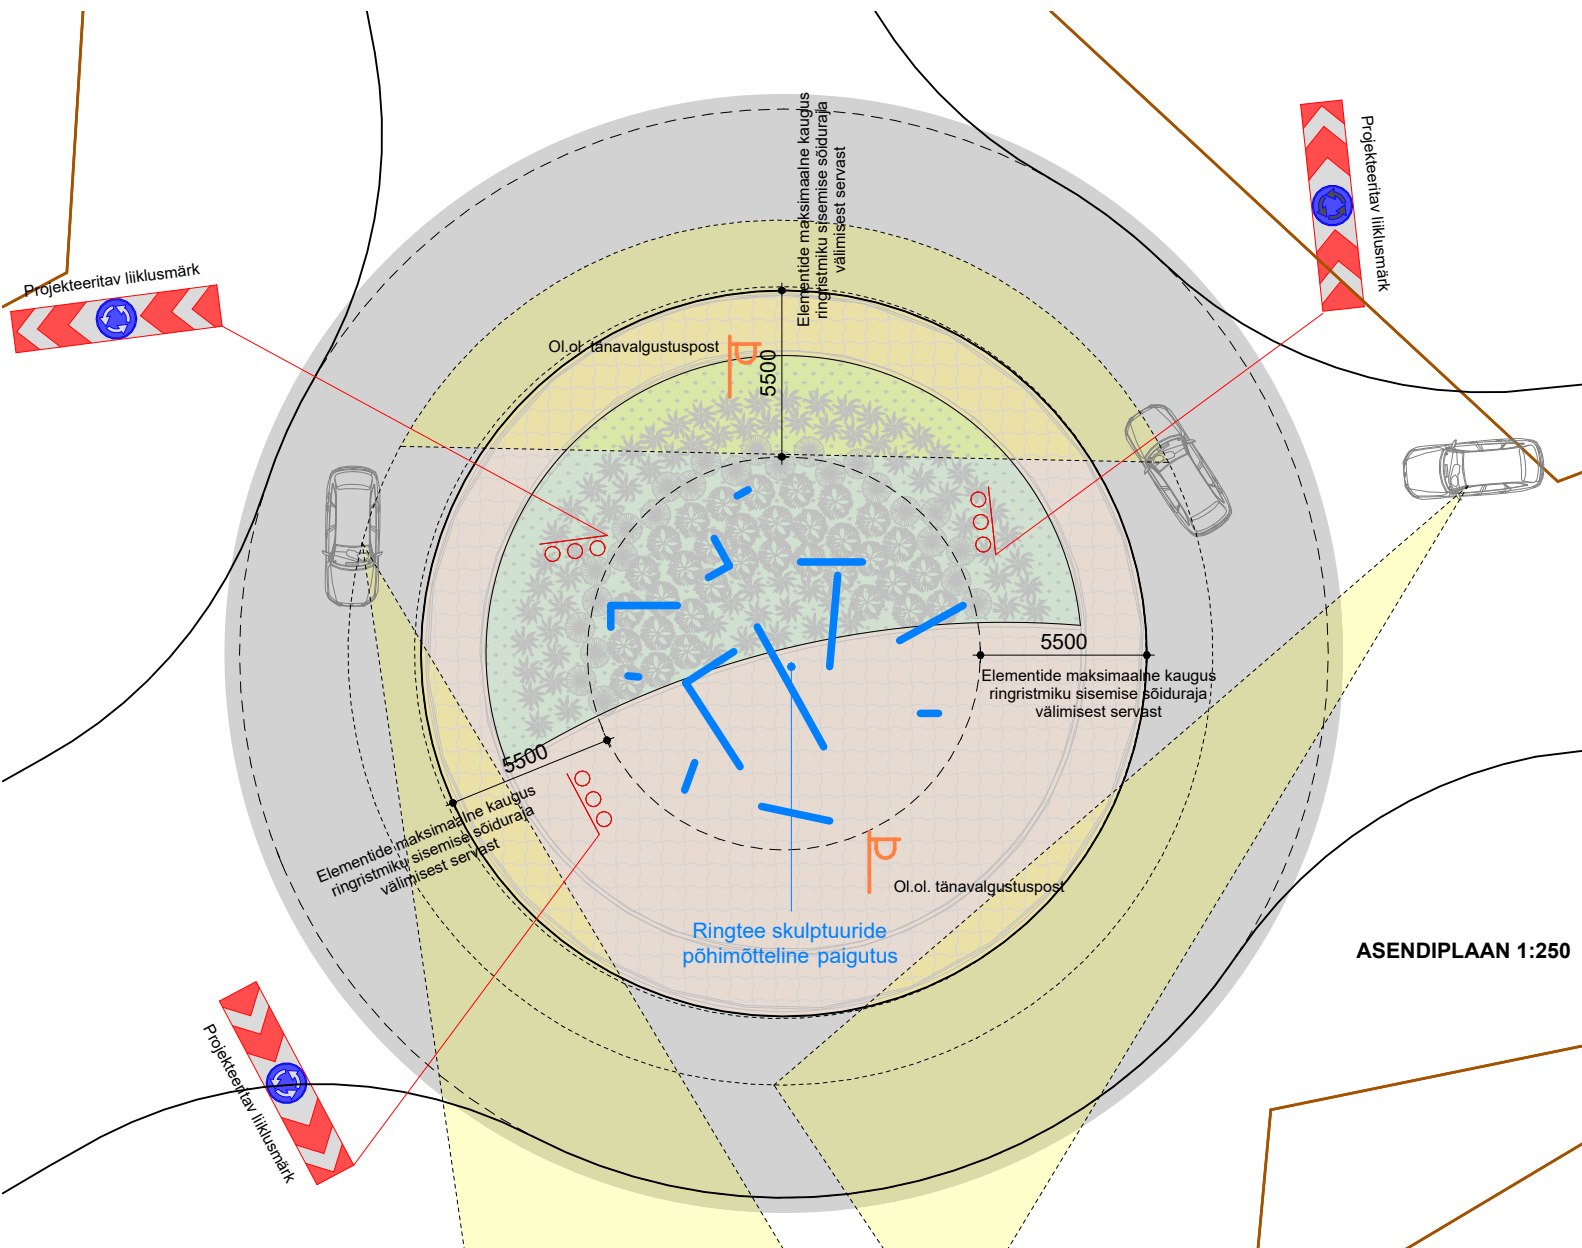 Elementide maksimaalne kaugus
ringristmiku sisemise sõiduraja
välimisest servast
Projekteeritav liiklusmärk
Projekteeritav liiklusmärk
Ol.ol. tänavalgustuspost
5500
5500
Elementide maksimaalne kaugus
ringristmiku sisemise sõiduraja
välimisest servast
5500
Elementide maksimaalne kaugus
ringristmiku sisemise sõiduraja
välimisest servast
Ol.ol. tänavalgustuspost
Ringtee skulptuuride
põhimõtteline paigutus
ASENDIPLAAN 1:250
Projekteeritav liiklusmärk